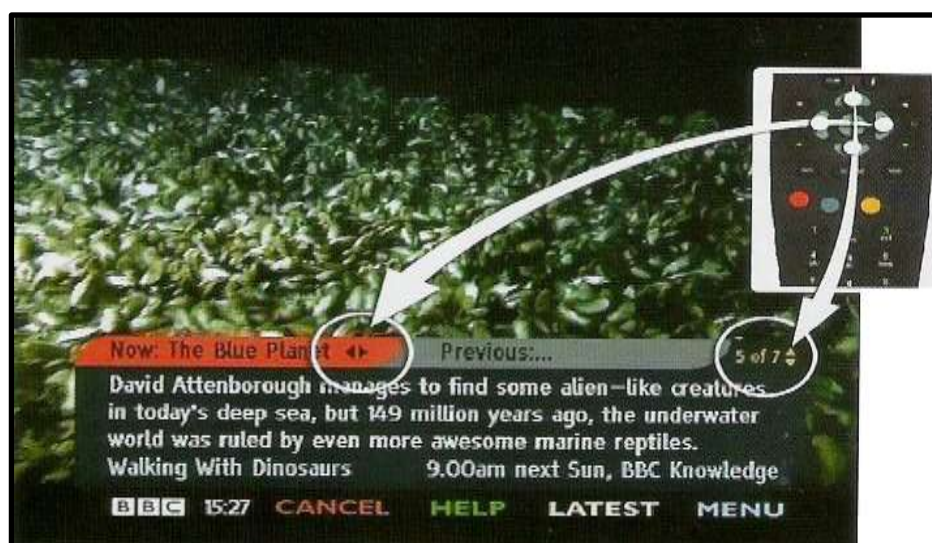 Now: The Blue Planet
Previous:...
5 of 7
David Attenborough manages to find some alien-like creatures
in today's deep sea, but 149 million years ago, the underwater
world was ruled by even more awesome marine reptiles.
Walking With Dinosaurs 9.00am next Sun, BBC Knowledge
BBC 15:27 CANCEL HELP LATEST MENU